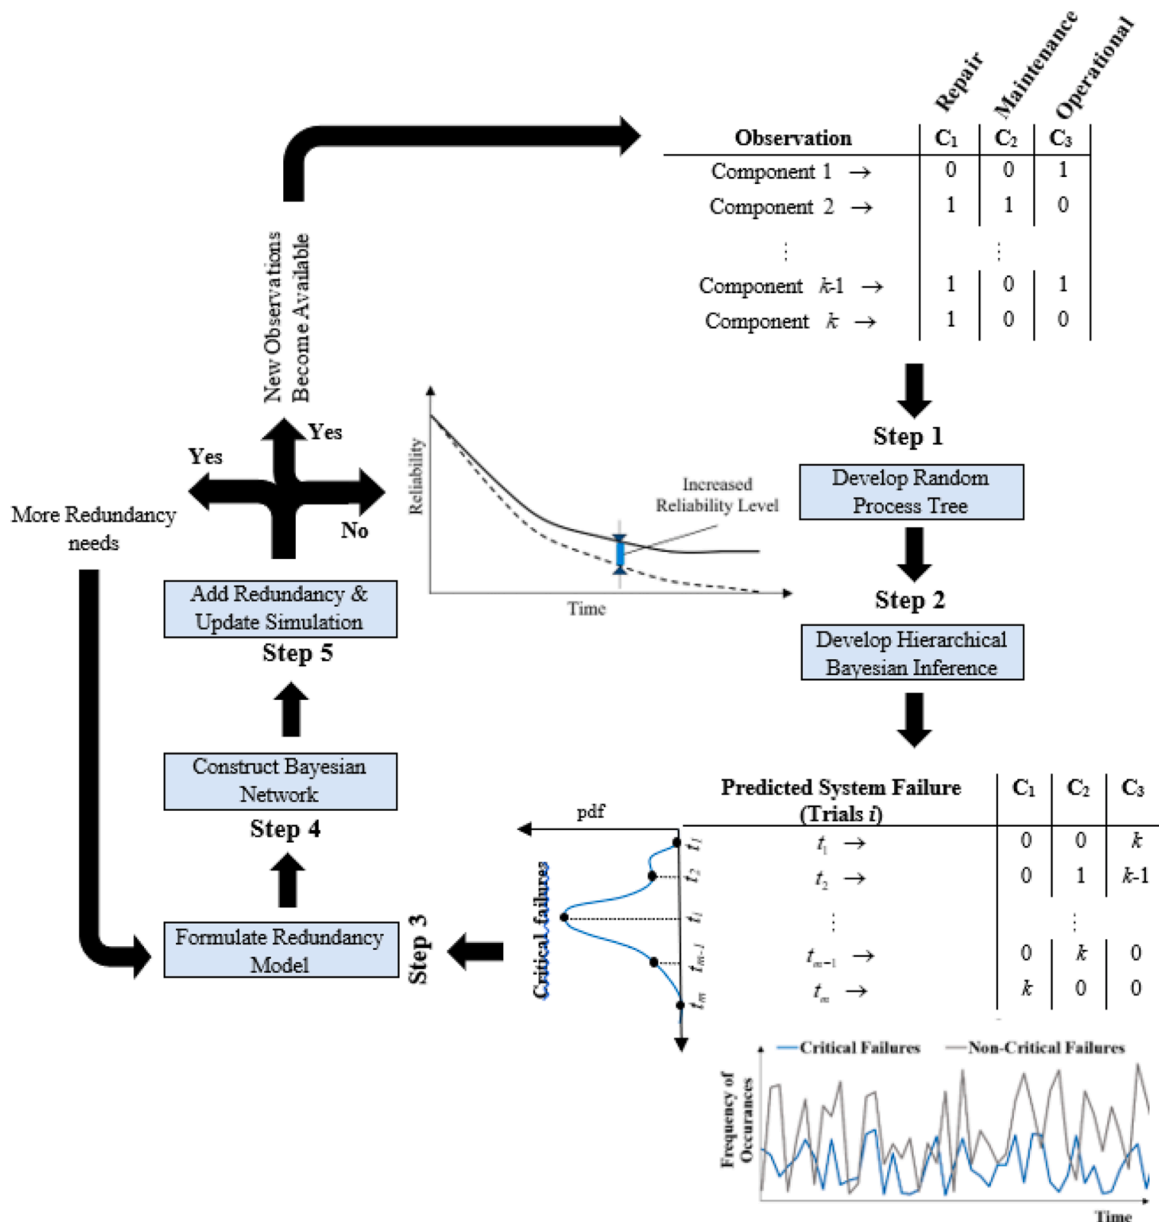 Repair
Maintenance
Operational
Observation C₁ C₂ C₃
Component 1 → 0 0 1
Component 2 → 1 1 0
⋮ ⋮
Component k-1 → 1 0 1
Component k → 1 0 0
New Observations
Become Available
Yes
Yes
No
More Redundancy
needs
Reliability
Increased
Reliability Level
Time
Step 1
Develop Random
Process Tree
Step 2
Develop Hierarchical
Bayesian Inference
Add Redundancy &
Update Simulation
Step 5
Construct Bayesian
Network
Step 4
Formulate Redundancy
Model
Step 3
pdf
Critical failures
t₁
t₂
tᵢ
tₘ₋₁
tₘ
Predicted System Failure C₁ C₂ C₃
(Trials i)
t₁ → 0 0 k
t₂ → 0 1 k-1
⋮ ⋮
tₘ₋₁ → 0 k 0
tₘ → k 0 0
Critical Failures Non-Critical Failures
Frequency of
Occurances
Time